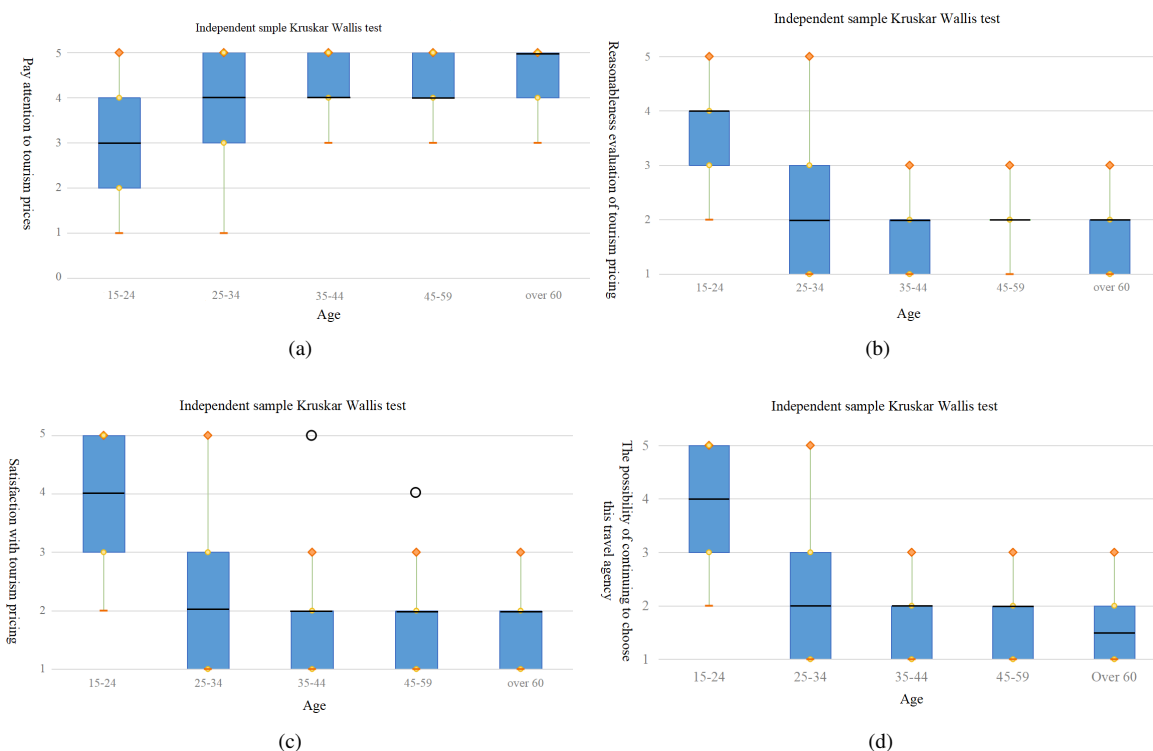 Independent smple Kruskar Wallis test
Pay attention to tourism prices
5
4
3
2
1
0
15-24
25-34
35-44
45-59
over 60
Age
(a)
Independent sample Kruskar Wallis test
Reasonableness evaluation of tourism pricing
5
4
3
2
1
15-24
25-34
35-44
45-59
over 60
Age
(b)
Independent sample Kruskar Wallis test
Satisfaction with tourism pricing
5
4
3
2
1
15-24
25-34
35-44
45-59
over 60
Age
(c)
Independent sample Kruskar Wallis test
The possibility of continuing to choose
this travel agency
5
4
3
2
1
15-24
25-34
35-44
45-59
Over 60
Age
(d)